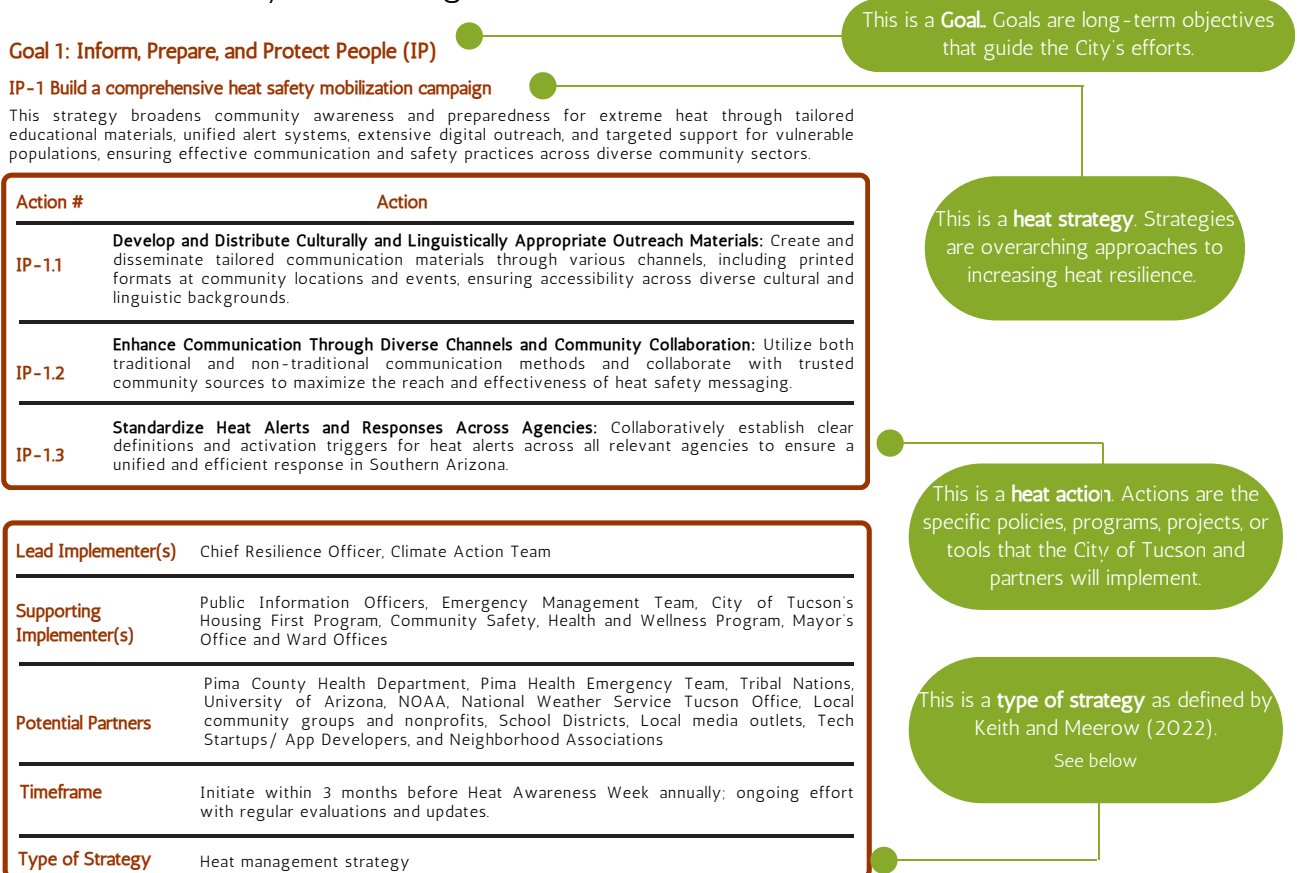 Goal 1: Inform, Prepare, and Protect People (IP)
IP-1 Build a comprehensive heat safety mobilization campaign
This strategy broadens community awareness and preparedness for extreme heat through tailored
educational materials, unified alert systems, extensive digital outreach, and targeted support for vulnerable
populations, ensuring effective communication and safety practices across diverse community sectors.
Action #
Action
IP-1.1
Develop and Distribute Culturally and Linguistically Appropriate Outreach Materials: Create and
disseminate tailored communication materials through various channels, including printed
formats at community locations and events, ensuring accessibility across diverse cultural and
linguistic backgrounds.
IP-1.2
Enhance Communication Through Diverse Channels and Community Collaboration: Utilize both
traditional and non-traditional communication methods and collaborate with trusted
community sources to maximize the reach and effectiveness of heat safety messaging.
IP-1.3
Standardize Heat Alerts and Responses Across Agencies: Collaboratively establish clear
definitions and activation triggers for heat alerts across all relevant agencies to ensure a
unified and efficient response in Southern Arizona.
Lead Implementer(s)
Chief Resilience Officer, Climate Action Team
Supporting
Implementer(s)
Public Information Officers, Emergency Management Team, City of Tucson's
Housing First Program, Community Safety, Health and Wellness Program, Mayor's
Office and Ward Offices
Potential Partners
Pima County Health Department, Pima Health Emergency Team, Tribal Nations,
University of Arizona, NOAA, National Weather Service Tucson Office, Local
community groups and nonprofits, School Districts, Local media outlets, Tech
Startups/ App Developers, and Neighborhood Associations
Timeframe
Initiate within 3 months before Heat Awareness Week annually; ongoing effort
with regular evaluations and updates.
Type of Strategy
Heat management strategy
This is a Goal. Goals are long-term objectives
that guide the City's efforts.
This is a heat strategy. Strategies
are overarching approaches to
increasing heat resilience.
This is a heat action. Actions are the
specific policies, programs, projects, or
tools that the City of Tucson and
partners will implement.
This is a type of strategy as defined by
Keith and Meerow (2022).
See below